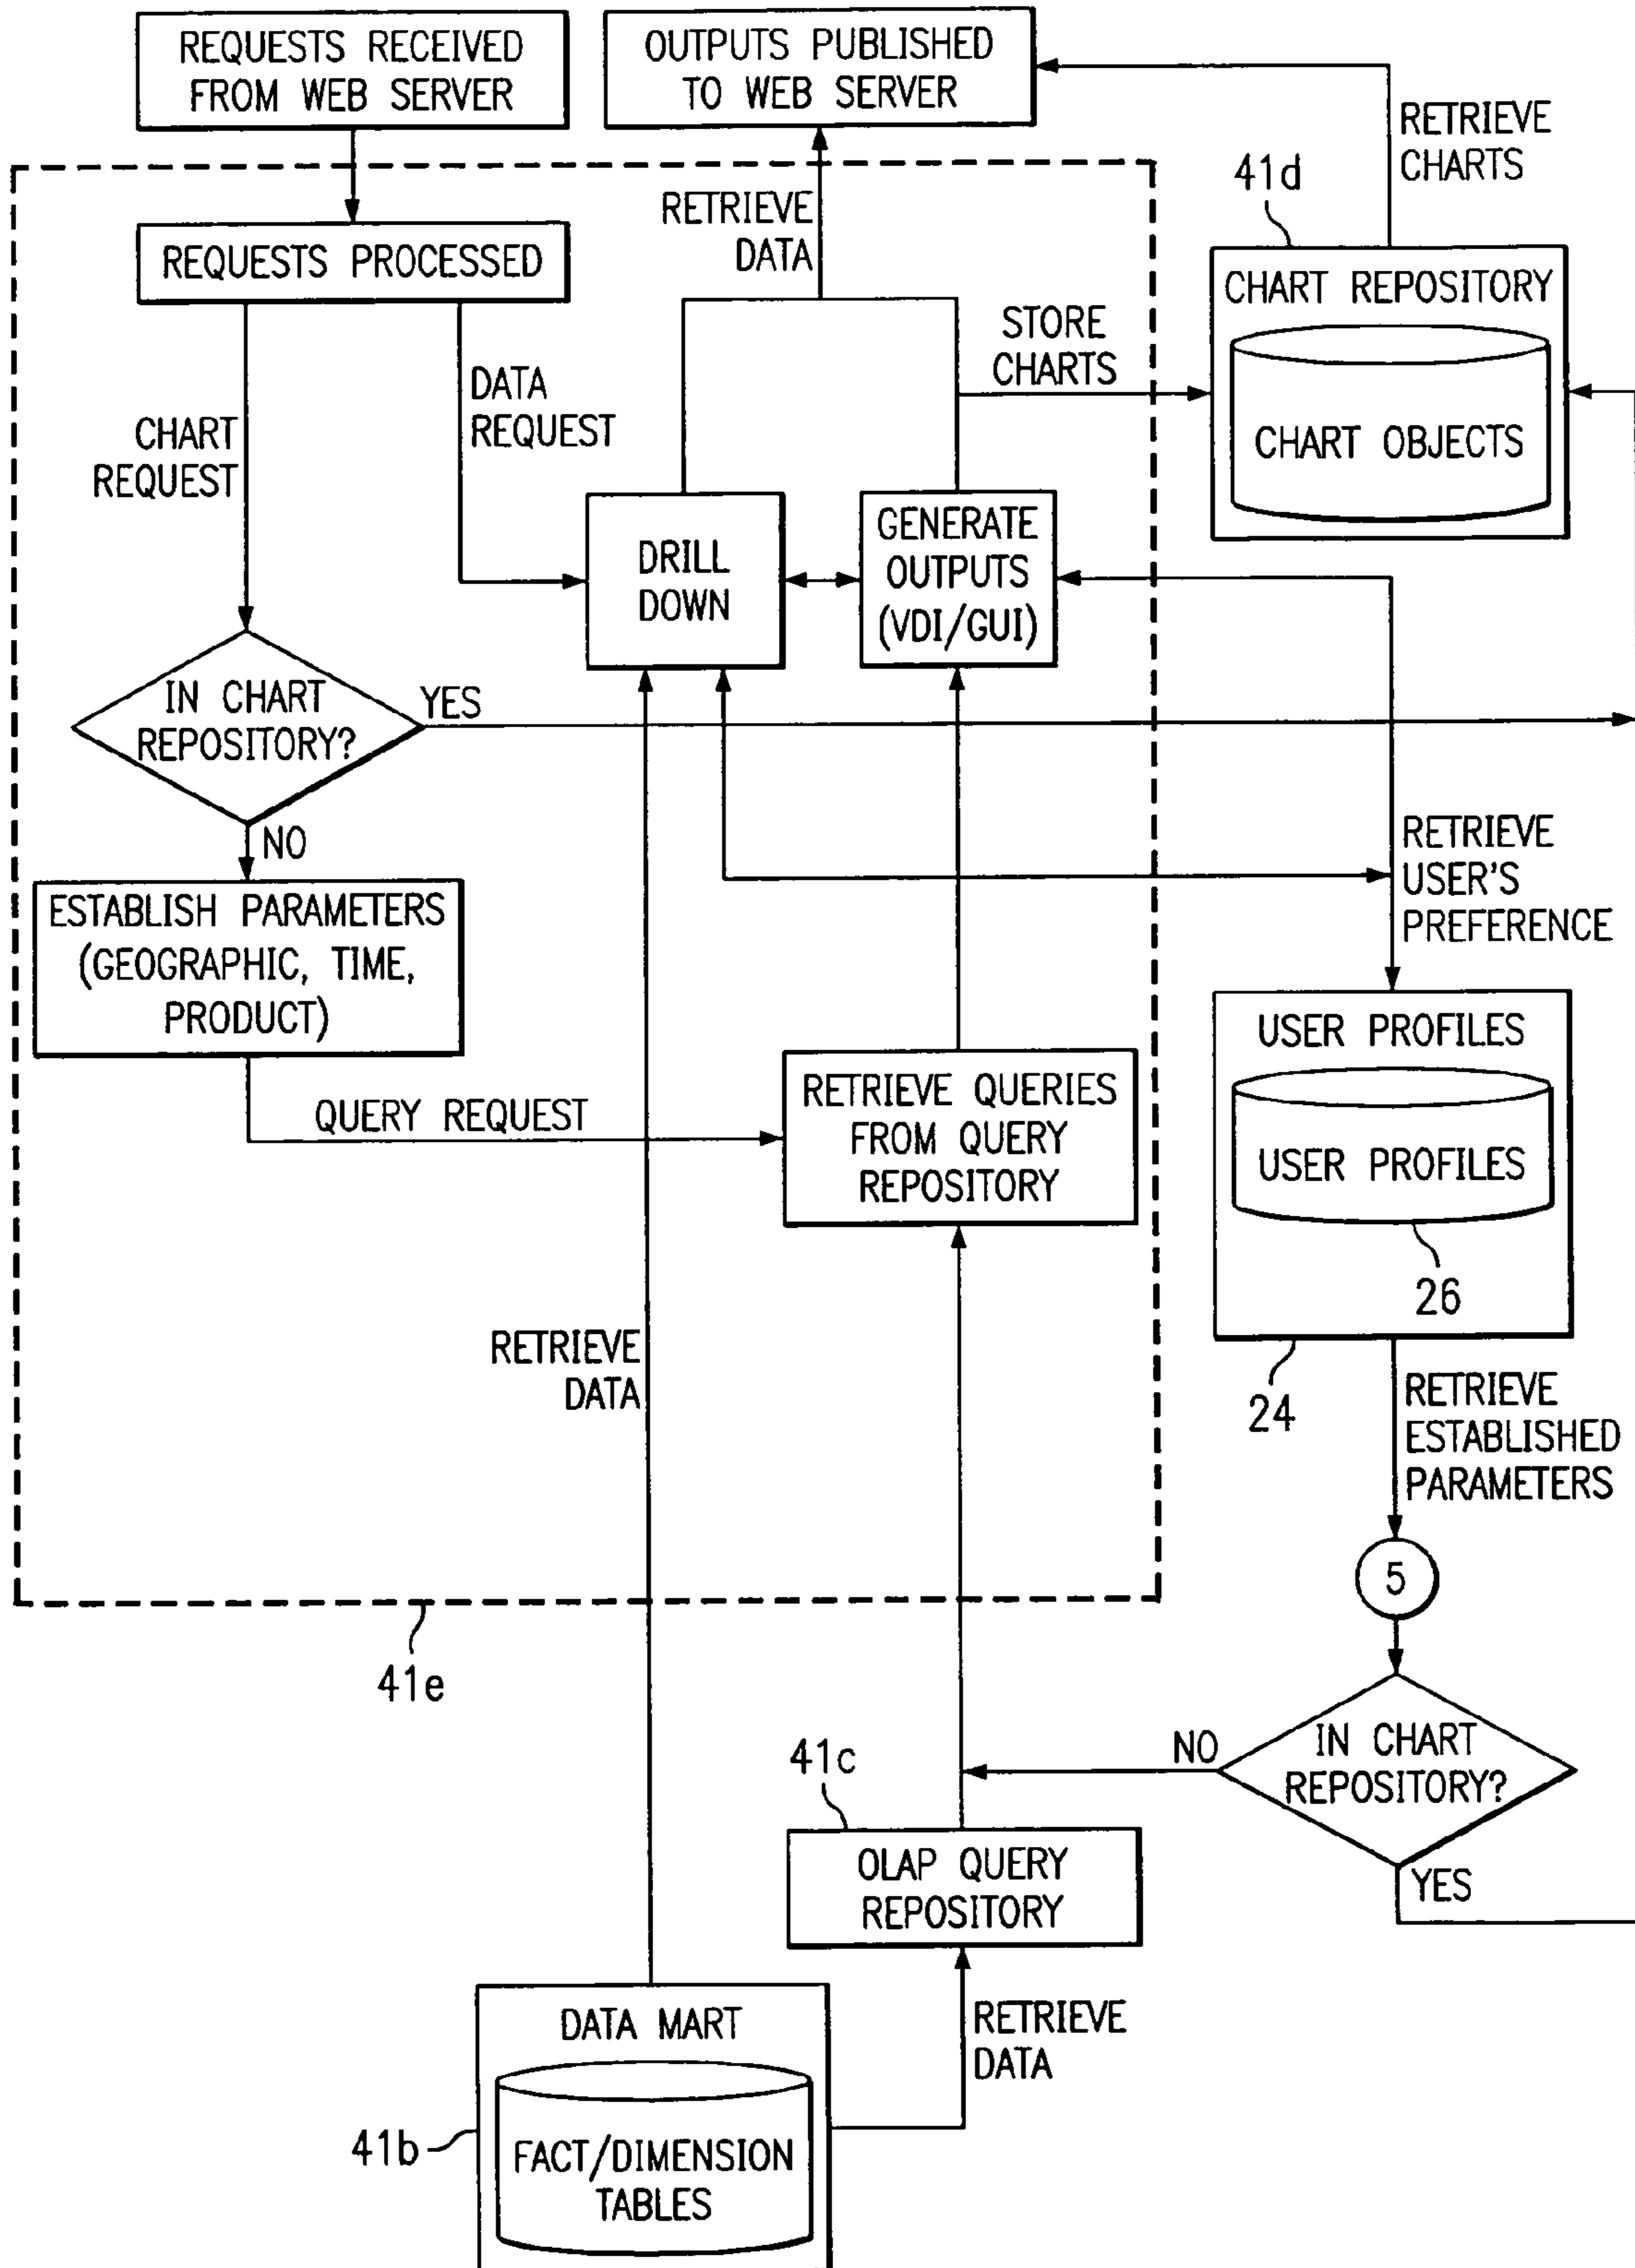 REQUESTS RECEIVED
FROM WEB SERVER
OUTPUTS PUBLISHED
TO WEB SERVER
RETRIEVE
CHARTS
41d
RETRIEVE
DATA
REQUESTS PROCESSED
CHART REPOSITORY
CHART OBJECTS
STORE
CHARTS
DATA
REQUEST
CHART
REQUEST
DRILL
DOWN
GENERATE
OUTPUTS
(VDI/GUI)
IN CHART
REPOSITORY?
YES
NO
RETRIEVE
USER'S
PREFERENCE
ESTABLISH PARAMETERS
(GEOGRAPHIC, TIME,
PRODUCT)
QUERY REQUEST
RETRIEVE QUERIES
FROM QUERY
REPOSITORY
USER PROFILES
USER PROFILES
26
24
RETRIEVE
DATA
RETRIEVE
ESTABLISHED
PARAMETERS
5
41e
IN CHART
REPOSITORY?
NO
YES
41c
OLAP QUERY
REPOSITORY
RETRIEVE
DATA
DATA MART
FACT/DIMENSION
TABLES
41b